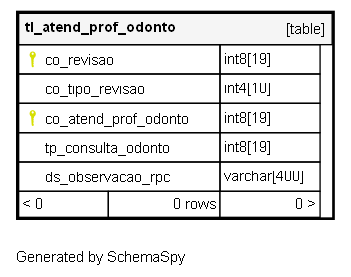 tl_atend_prof_odonto [table]
co_revisao int8[19]
co_tipo_revisao int4[10]
co_atend_prof_odonto int8[19]
tp_consulta_odonto int8[19]
ds_observacao_rpc varchar[400]
< 0 0 rows 0 >
Generated by SchemaSpy